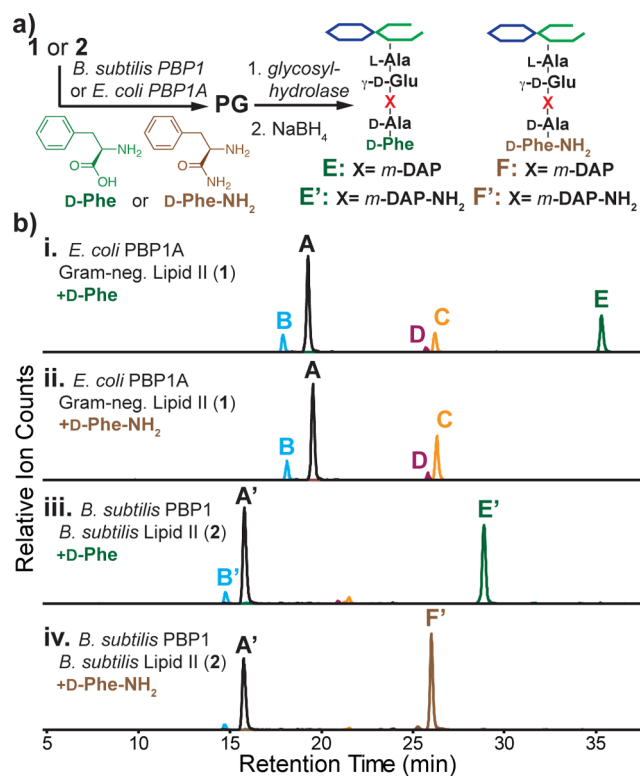 a)
1 or 2
B. subtilis PBP1
or E. coli PBP1A
PG
1. glycosyl-
hydrolase
2. NaBH4
NH2
O
OH
D-Phe
or
NH2
O
NH2
D-Phe-NH2
L-Ala
γ-D-Glu
X
D-Ala
D-Phe
E: X= m-DAP
E’: X= m-DAP-NH2
L-Ala
γ-D-Glu
X
D-Ala
D-Phe-NH2
F: X= m-DAP
F’: X= m-DAP-NH2
b)
i. E. coli PBP1A
Gram-neg. Lipid II (1)
+D-Phe
B
A
D
C
E
ii. E. coli PBP1A
Gram-neg. Lipid II (1)
+D-Phe-NH2
B
A
D
C
iii. B. subtilis PBP1
B. subtilis Lipid II (2)
+D-Phe
B’
A’
E’
iv. B. subtilis PBP1
B. subtilis Lipid II (2)
+D-Phe-NH2
A’
F’
Relative Ion Counts
5 10 15 20 25 30 35
Retention Time (min)